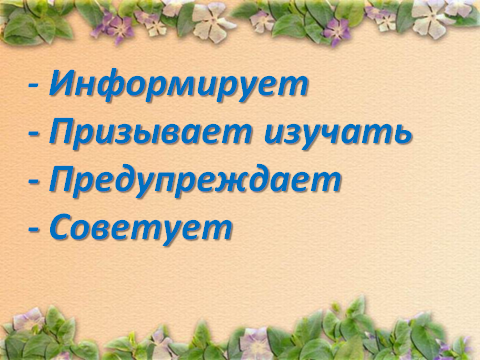 - Информирует
- Призывает изучать
- Предупреждает
- Советует